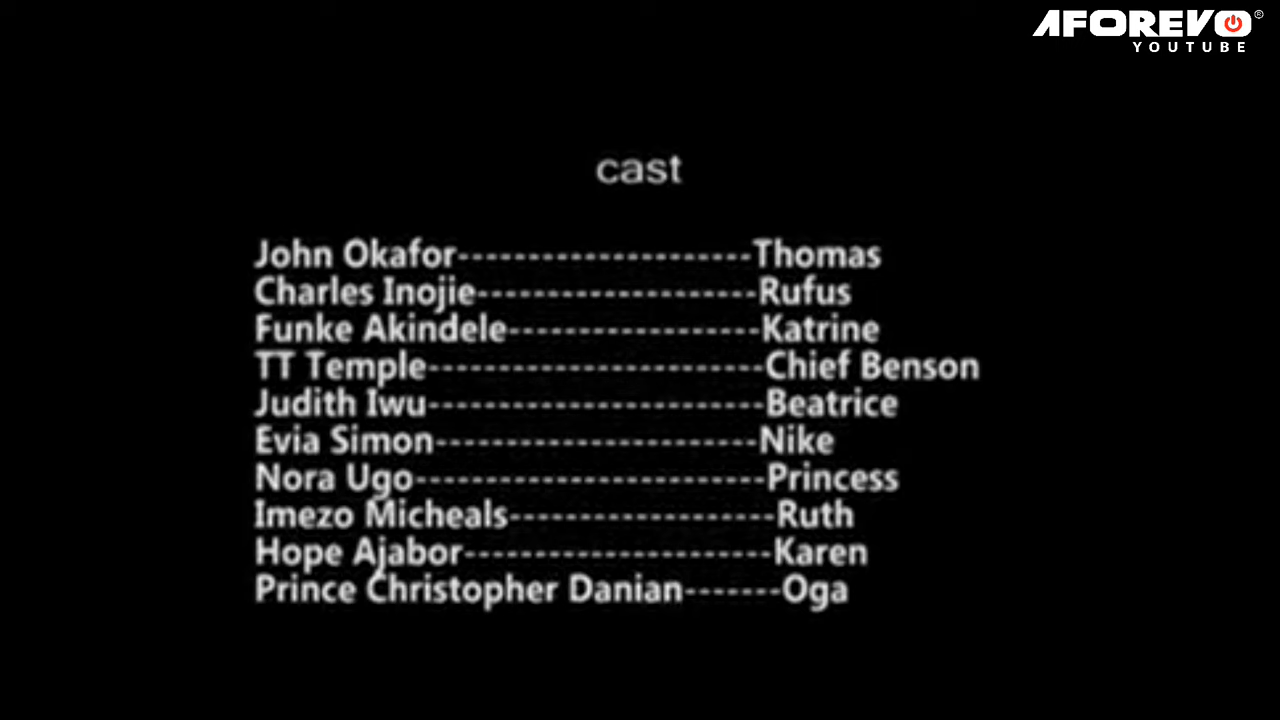 AFOREVO©
YOUTUBE
cast
John Okafor---------------------Thomas
Charles Inojie--------------------Rufus
Funke Akindele------------------Katrine
TT Temple------------------------Chief Benson
Judith Iwu------------------------Beatrice
Evia Simon-----------------------Nike
Nora Ugo-------------------------Princess
Imezo Micheals-------------------Ruth
Hope Ajabor----------------------Karen
Prince Christopher Danian-------Oga